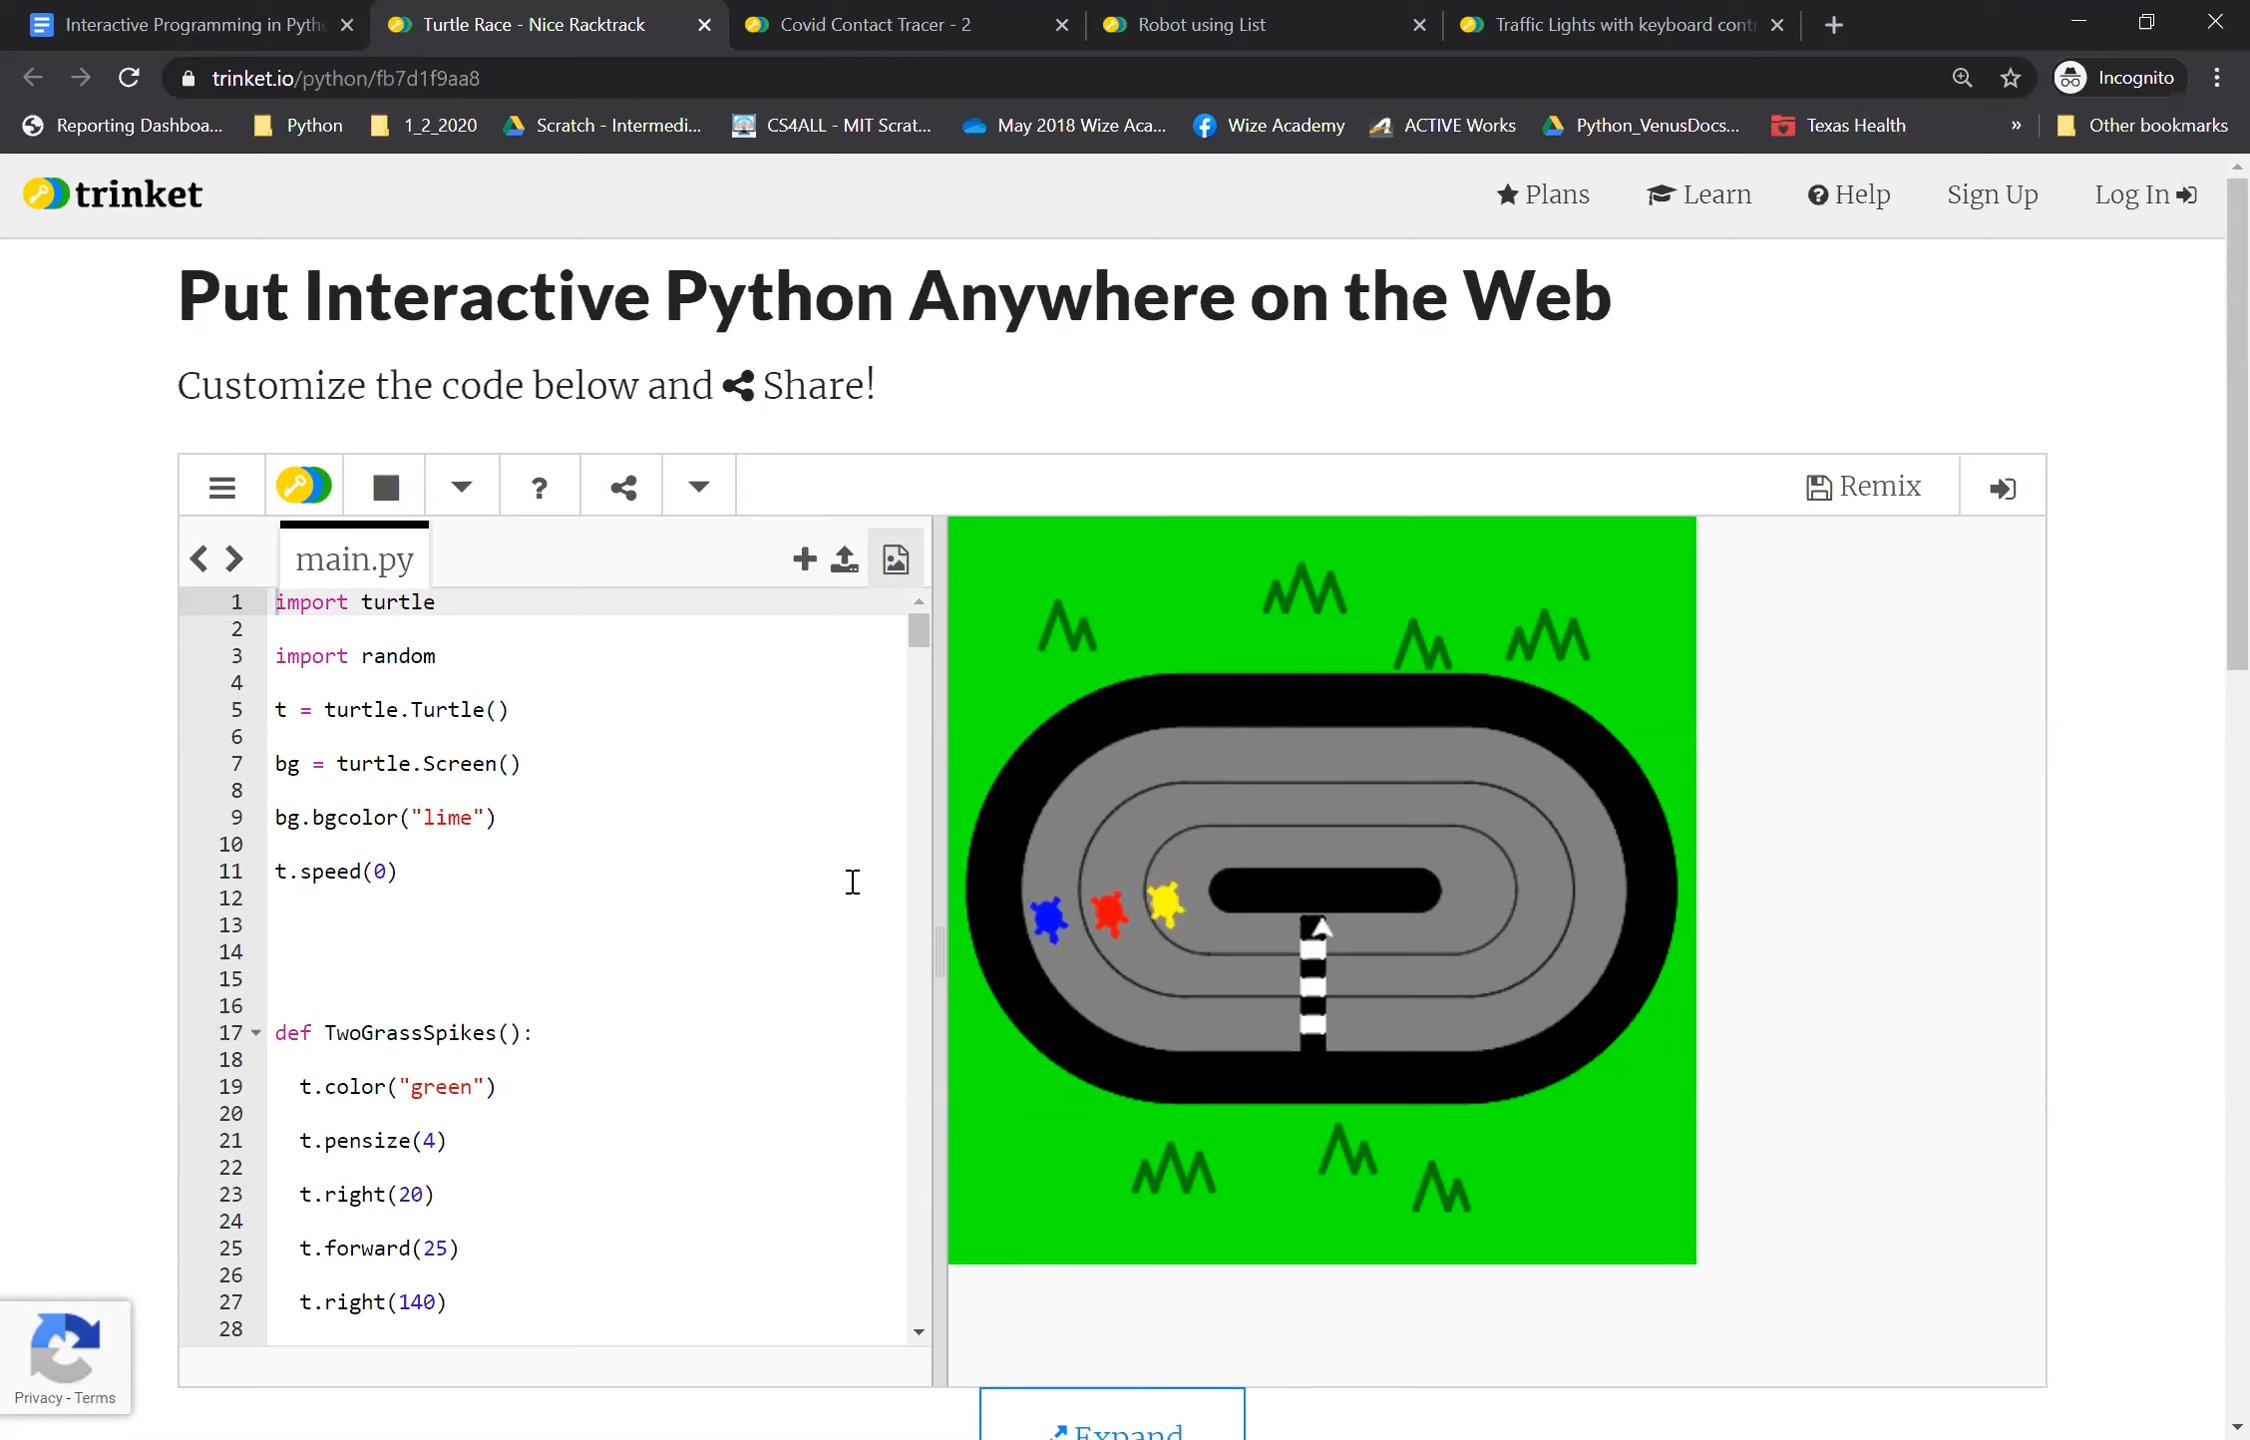 Interactive Programming in Pyth
Turtle Race - Nice Racktrack
Covid Contact Tracer - 2
Robot using List
Traffic Lights with keyboard cont
trinket.io/python/fb7d1f9aa8
Incognito
Reporting Dashboa...
Python
1_2_2020
Scratch - Intermedi...
CS4ALL - MIT Scrat...
May 2018 Wize Aca...
Wize Academy
ACTIVE Works
Python_VenusDocs...
Texas Health
»
Other bookmarks
trinket
Plans
Learn
Help
Sign Up
Log In
Put Interactive Python Anywhere on the Web
Customize the code below and Share!
?
Remix
main.py
1 import turtle
2
3 import random
4
5 t = turtle.Turtle()
6
7 bg = turtle.Screen()
8
9 bg.bgcolor("lime")
10
11 t.speed(0)
12
13
14
15
16
17 def TwoGrassSpikes():
18
19 t.color("green")
20
21 t.pensize(4)
22
23 t.right(20)
24
25 t.forward(25)
26
27 t.right(140)
28
Privacy - Terms
Expand